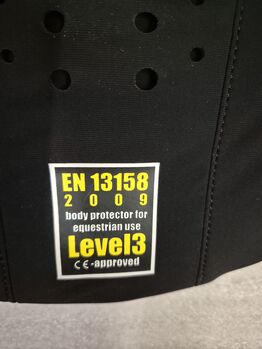 EN 13158
2009
body protector for
equestrian use
Level3
CE-approved